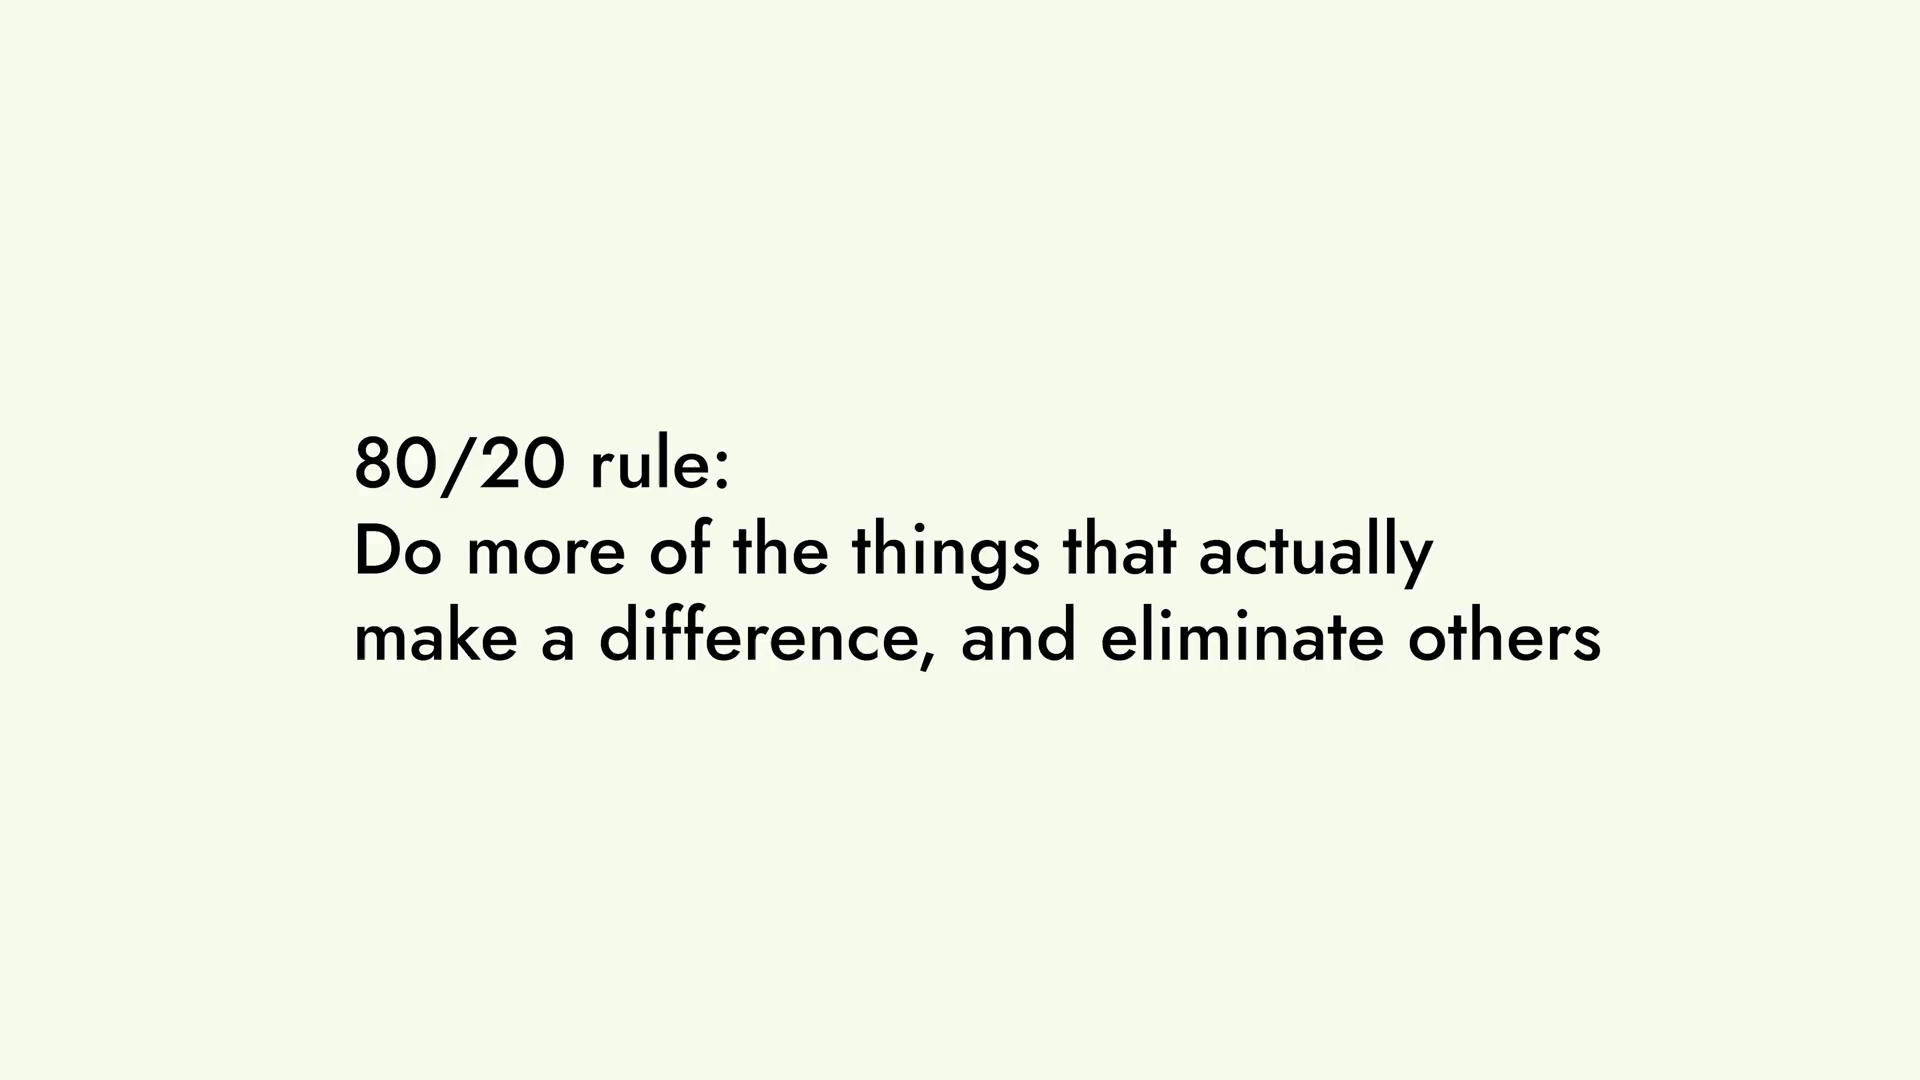 80/20 rule:
Do more of the things that actually
make a difference, and eliminate others